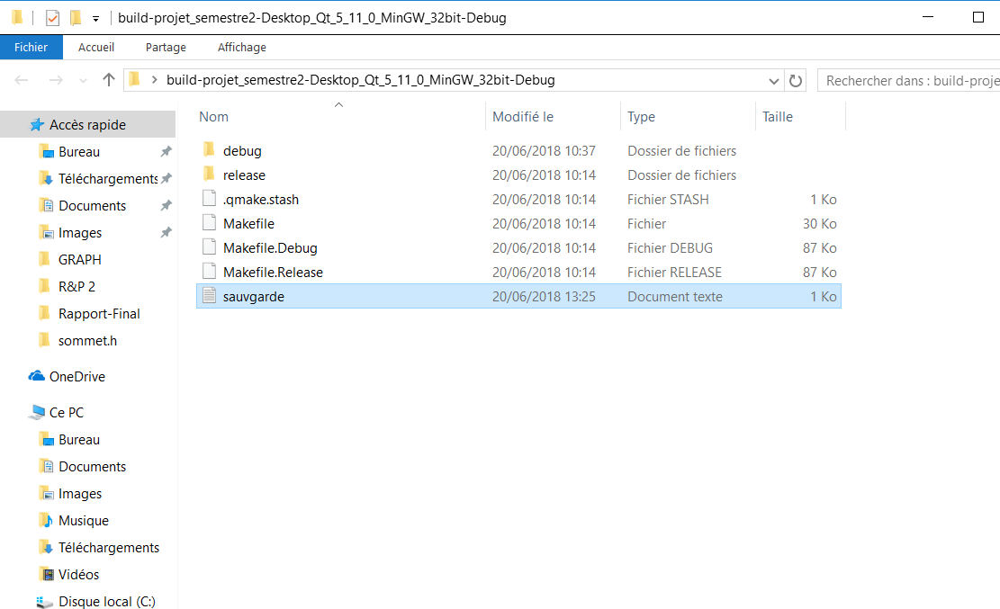 build-projet_semestre2-Desktop_Qt_5_11_0_MinGW_32bit-Debug
Fichier Accueil Partage Affichage
build-projet_semestre2-Desktop_Qt_5_11_0_MinGW_32bit-Debug Rechercher dans : build-proje
Nom Modifié le Type Taille
debug 20/06/2018 10:37 Dossier de fichiers
release 20/06/2018 10:14 Dossier de fichiers
.qmake.stash 20/06/2018 10:14 Fichier STASH 1 Ko
Makefile 20/06/2018 10:14 Fichier 30 Ko
Makefile.Debug 20/06/2018 10:14 Fichier DEBUG 87 Ko
Makefile.Release 20/06/2018 10:14 Fichier RELEASE 87 Ko
sauvgarde 20/06/2018 13:25 Document texte 1 Ko
Accès rapide
Bureau
Téléchargements
Documents
Images
GRAPH
R&P 2
Rapport-Final
sommet.h
OneDrive
Ce PC
Bureau
Documents
Images
Musique
Téléchargements
Vidéos
Disque local (C:)